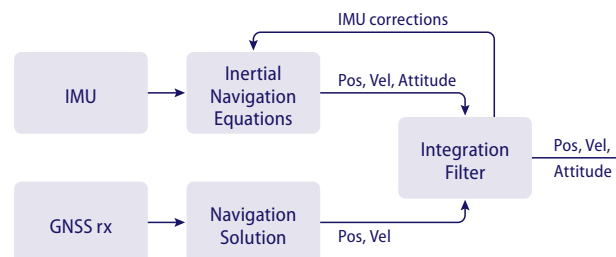 IMU corrections
IMU
Inertial
Navigation
Equations
Pos, Vel, Attitude
Integration
Filter
Pos, Vel,
Attitude
GNSS rx
Navigation
Solution
Pos, Vel